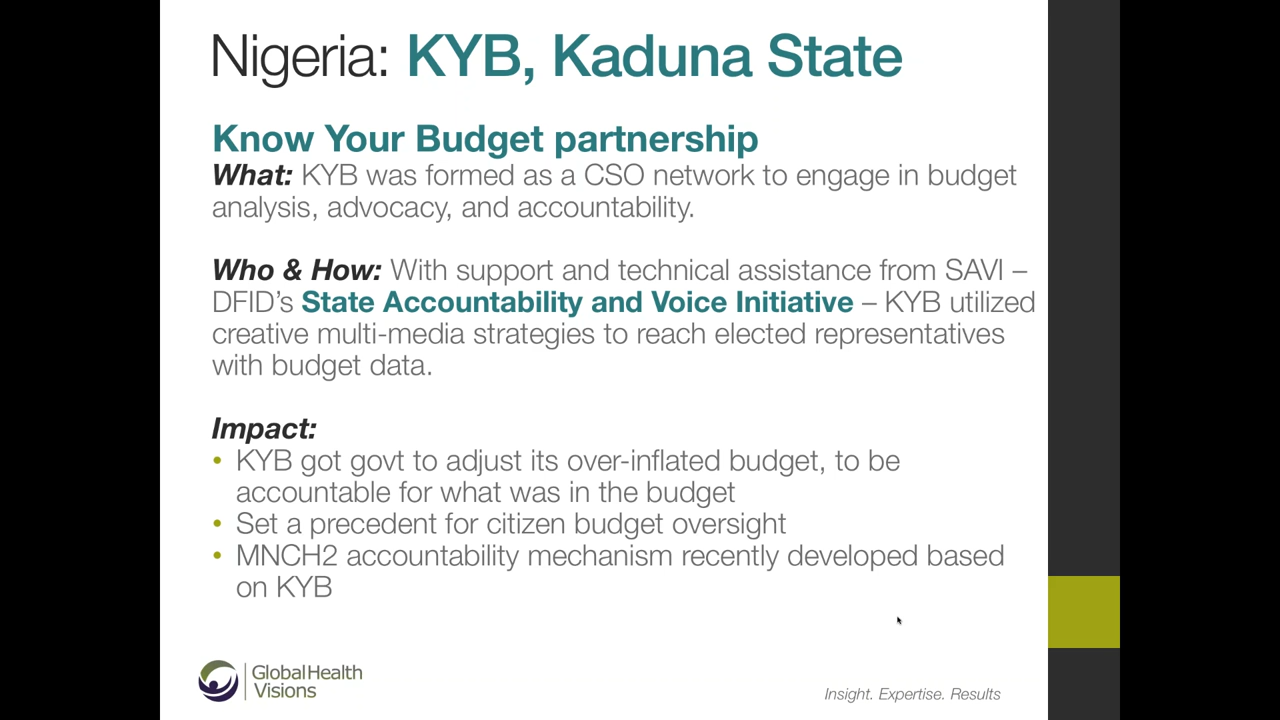 Nigeria: KYB, Kaduna State
Know Your Budget partnership
What: KYB was formed as a CSO network to engage in budget
analysis, advocacy, and accountability.
Who & How: With support and technical assistance from SAVI –
DFID’s State Accountability and Voice Initiative – KYB utilized
creative multi-media strategies to reach elected representatives
with budget data.
Impact:
• KYB got govt to adjust its over-inflated budget, to be
accountable for what was in the budget
• Set a precedent for citizen budget oversight
• MNCH2 accountability mechanism recently developed based
on KYB
GlobalHealth
Visions
Insight. Expertise. Results